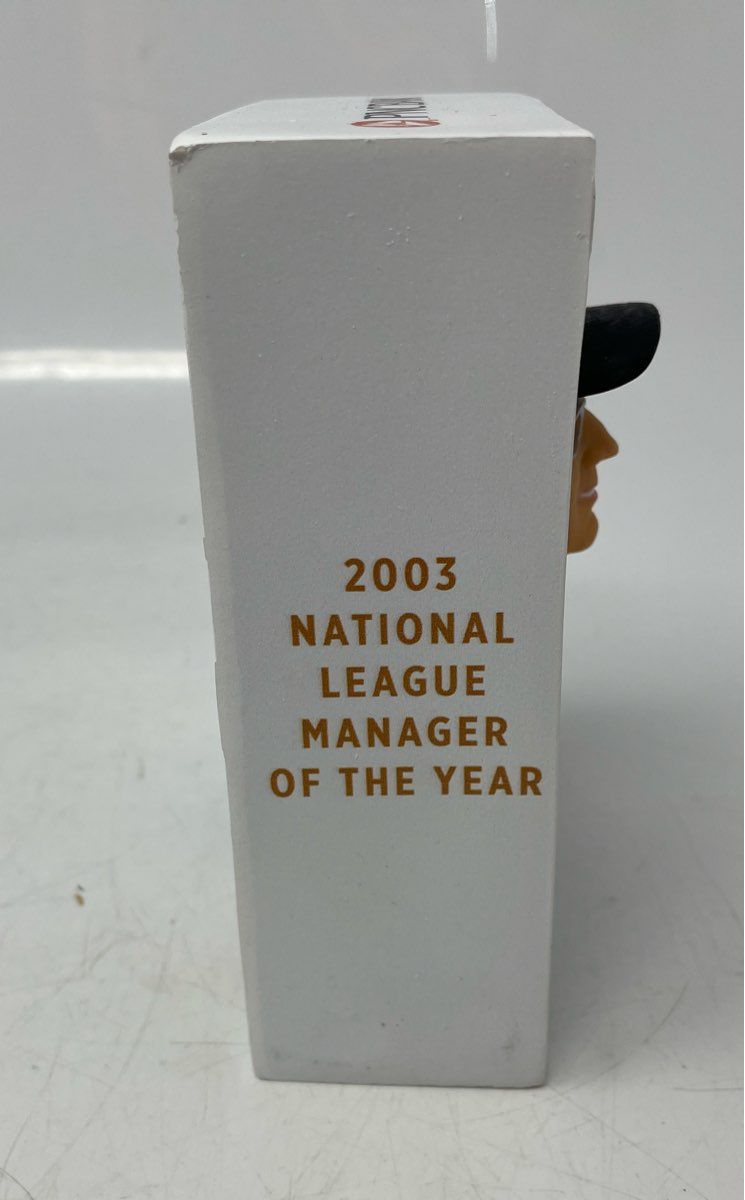 2003
NATIONAL
LEAGUE
MANAGER
OF THE YEAR